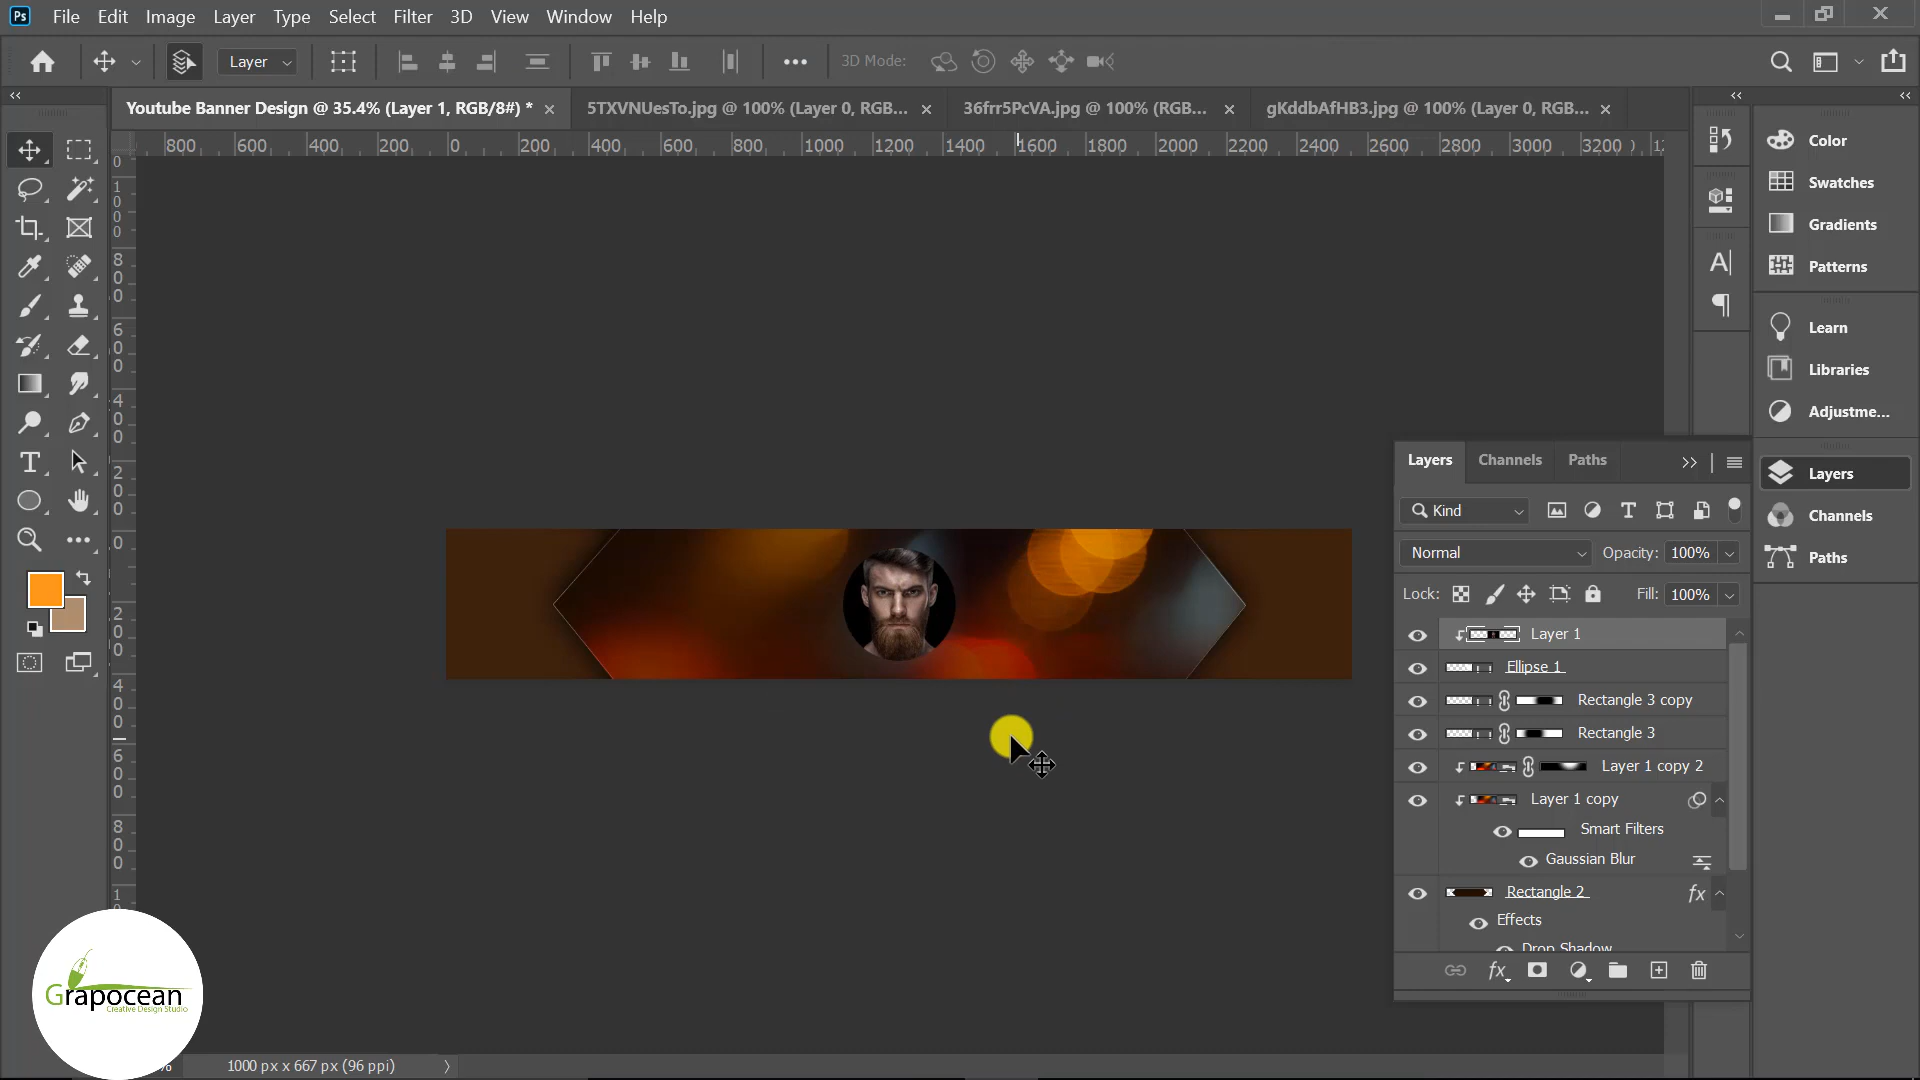 Ps File Edit Image Layer Type Select Filter 3D View Window Help
Layer 3D Mode:
Youtube Banner Design @ 35.4% (Layer 1, RGB/8#) * 5TXVNUesTo.jpg @ 100% (Layer 0, RGB... 36frr5PcVA.jpg @ 100% (RGB... gKddbAfHB3.jpg @ 100% (Layer 0, RGB...
800 600 400 200 0 200 400 600 800 1000 1200 1400 1600 1800 2000 2200 2400 2600 2800 3000 3200
Color
Swatches
Gradients
Patterns
Learn
Libraries
Adjustme...
Layers
Channels
Paths
Layers Channels Paths
Kind
Normal Opacity: 100%
Lock: Fill: 100%
Layer 1
Ellipse 1
Rectangle 3 copy
Rectangle 3
Layer 1 copy 2
Layer 1 copy
Smart Filters
Gaussian Blur
Rectangle 2 fx
Effects
Drop Shadow
fx
Grapocean
Creative Design Studio
1000 px x 667 px (96 ppi)